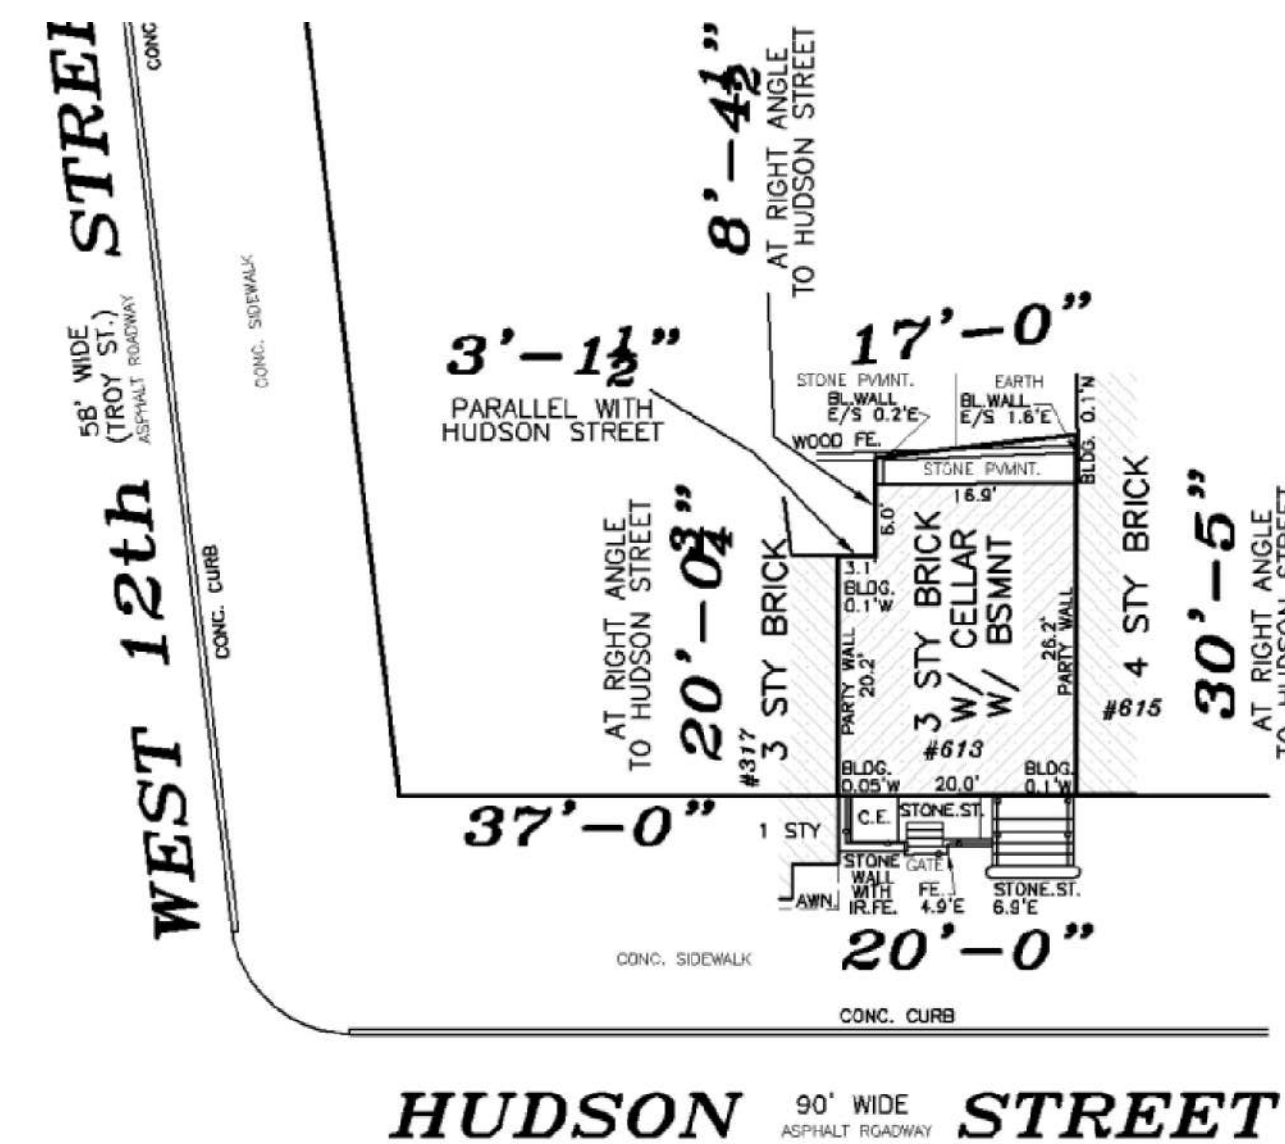 WEST 12th
CONC
58' WIDE
(TROY ST.)
ASPHALT ROADWAY
CONC. SIDEWALK
CONC. CURB
8'-4½"
AT RIGHT ANGLE
TO HUDSON STREET
3'-1½"
PARALLEL WITH
HUDSON STREET
17'-0"
STONE PVMNT.
BL.WALL
E/S 0.2'E
EARTH
BL.WALL
E/S 1.6'E
WOOD FE.
STONE PVMNT.
16.9'
BLDG. 0.1'N
AT RIGHT ANGLE
TO HUDSON STREET
20'-0¾"
#317
3 STY BRICK
3.1'
BLDG.
0.1'W
PARTY WALL
20.2'
3 STY BRICK
W/ CELLAR
W/ BSMNT
#613
26.2'
PARTY WALL
4 STY BRICK
#615
30'-5"
AT RIGHT ANGLE
BLDG.
0.05'W
20.0'
BLDG.
0.1'W
37'-0"
1 STY
C.E.
STONE.ST.
STONE
WALL
WITH
IR.FE.
GATE
FE.
4.9'E
STONE.ST.
6.9'E
AWN.
20'-0"
CONC. SIDEWALK
CONC. CURB
HUDSON STREET
90' WIDE
ASPHALT ROADWAY